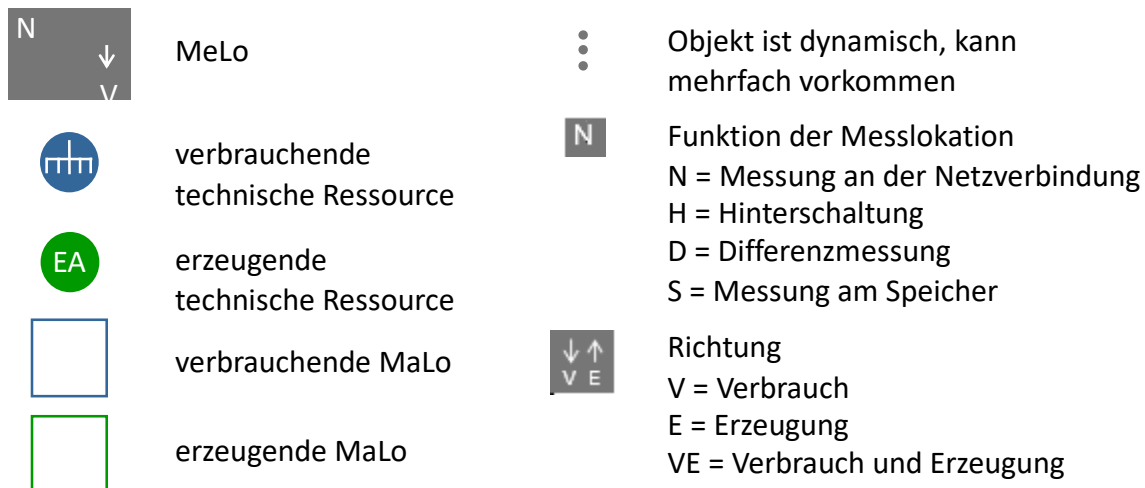 N
V
MeLo
verbrauchende
technische Ressource
EA
erzeugende
technische Ressource
verbrauchende MaLo
erzeugende MaLo
Objekt ist dynamisch, kann
mehrfach vorkommen
N
Funktion der Messlokation
N = Messung an der Netzverbindung
H = Hinterschaltung
D = Differenzmessung
S = Messung am Speicher
V E
Richtung
V = Verbrauch
E = Erzeugung
VE = Verbrauch und Erzeugung